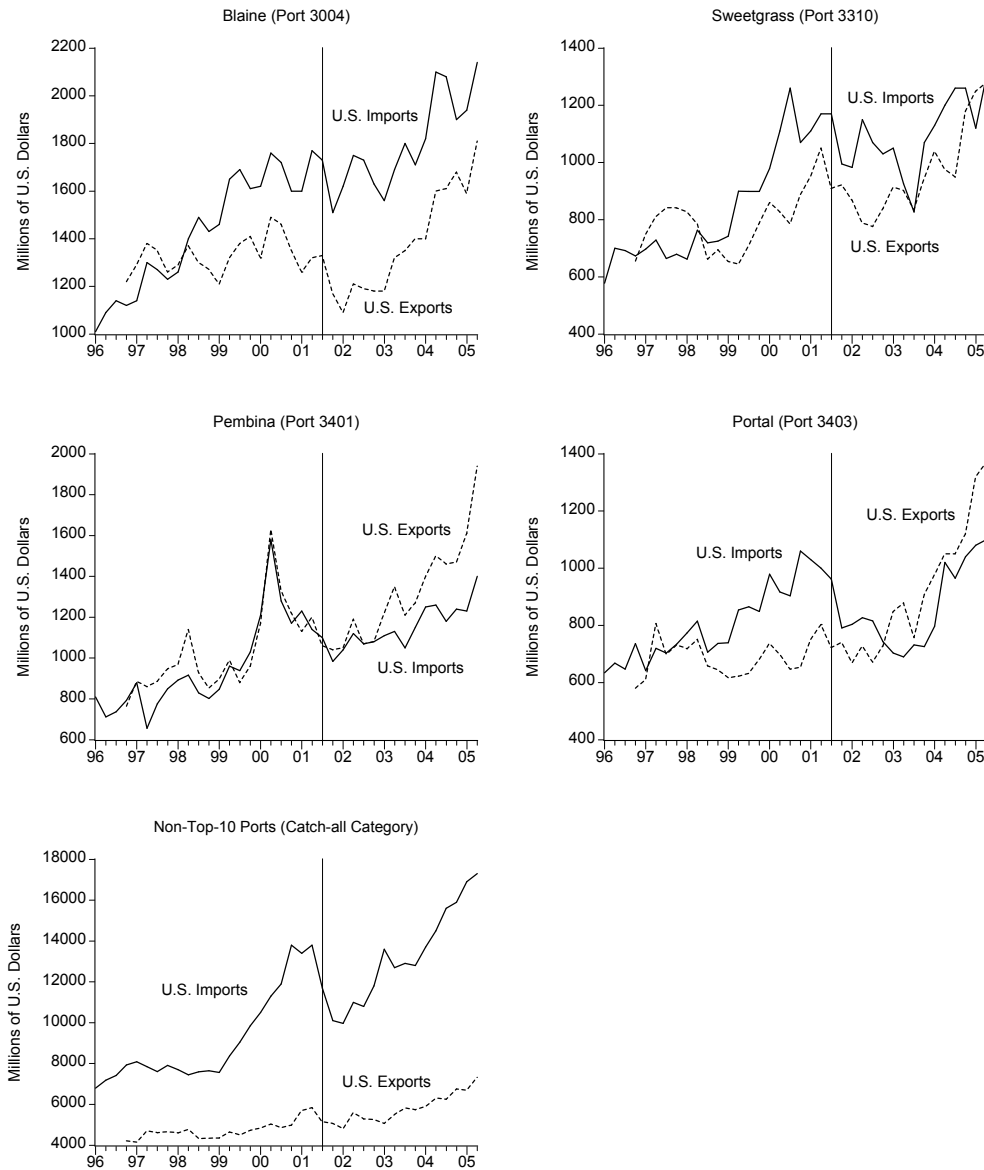 Blaine (Port 3004)
Millions of U.S. Dollars
2200
2000
1800
1600
1400
1200
1000
U.S. Imports
U.S. Exports
96 97 98 99 00 01 02 03 04 05
Sweetgrass (Port 3310)
Millions of U.S. Dollars
1400
1200
1000
800
600
400
U.S. Imports
U.S. Exports
96 97 98 99 00 01 02 03 04 05
Pembina (Port 3401)
Millions of U.S. Dollars
2000
1800
1600
1400
1200
1000
800
600
U.S. Exports
U.S. Imports
96 97 98 99 00 01 02 03 04 05
Portal (Port 3403)
Millions of U.S. Dollars
1400
1200
1000
800
600
400
U.S. Exports
U.S. Imports
96 97 98 99 00 01 02 03 04 05
Non-Top-10 Ports (Catch-all Category)
Millions of U.S. Dollars
18000
16000
14000
12000
10000
8000
6000
4000
U.S. Imports
U.S. Exports
96 97 98 99 00 01 02 03 04 05